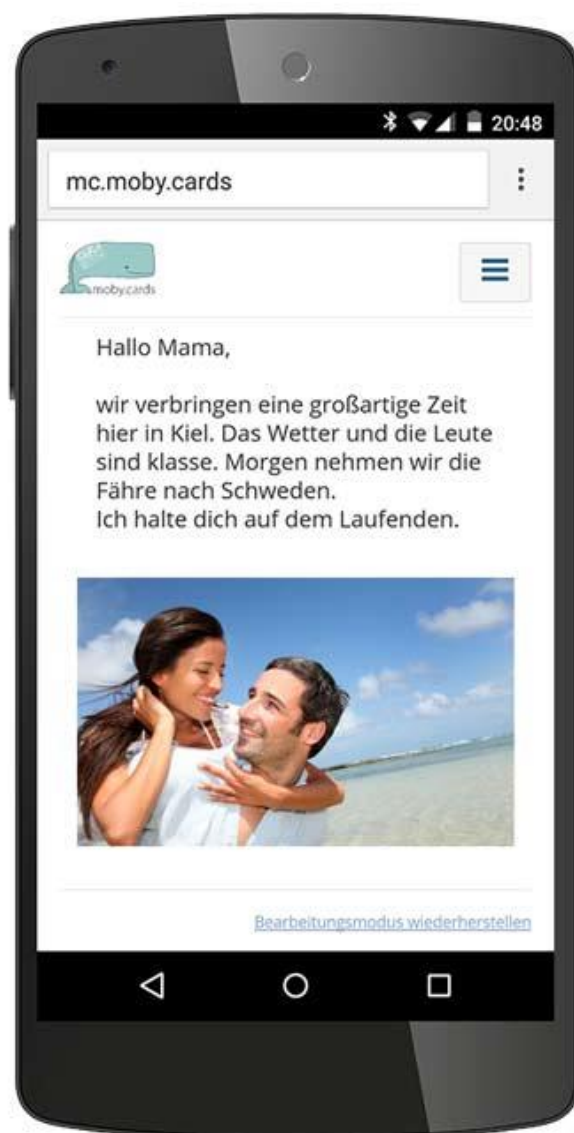 20:48
mc.moby.cards
moby.cards
Hallo Mama,
wir verbringen eine großartige Zeit
hier in Kiel. Das Wetter und die Leute
sind klasse. Morgen nehmen wir die
Fähre nach Schweden.
Ich halte dich auf dem Laufenden.
Bearbeitungsmodus wiederherstellen